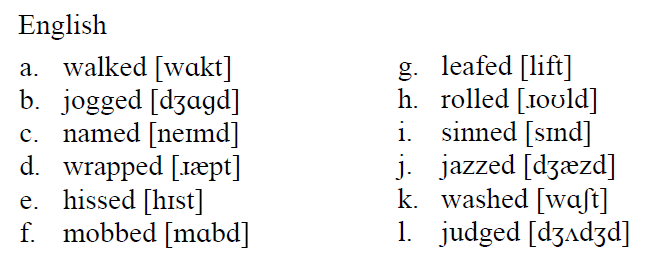 English
a. walked [wɑkt]
b. jogged [dʒɑɡd]
c. named [neɪmd]
d. wrapped [ɹæpt]
e. hissed [hɪst]
f. mobbed [mɑbd]
g. leafed [lift]
h. rolled [ɹoʊld]
i. sinned [sɪnd]
j. jazzed [dʒæzd]
k. washed [wɑʃt]
l. judged [dʒʌdʒd]